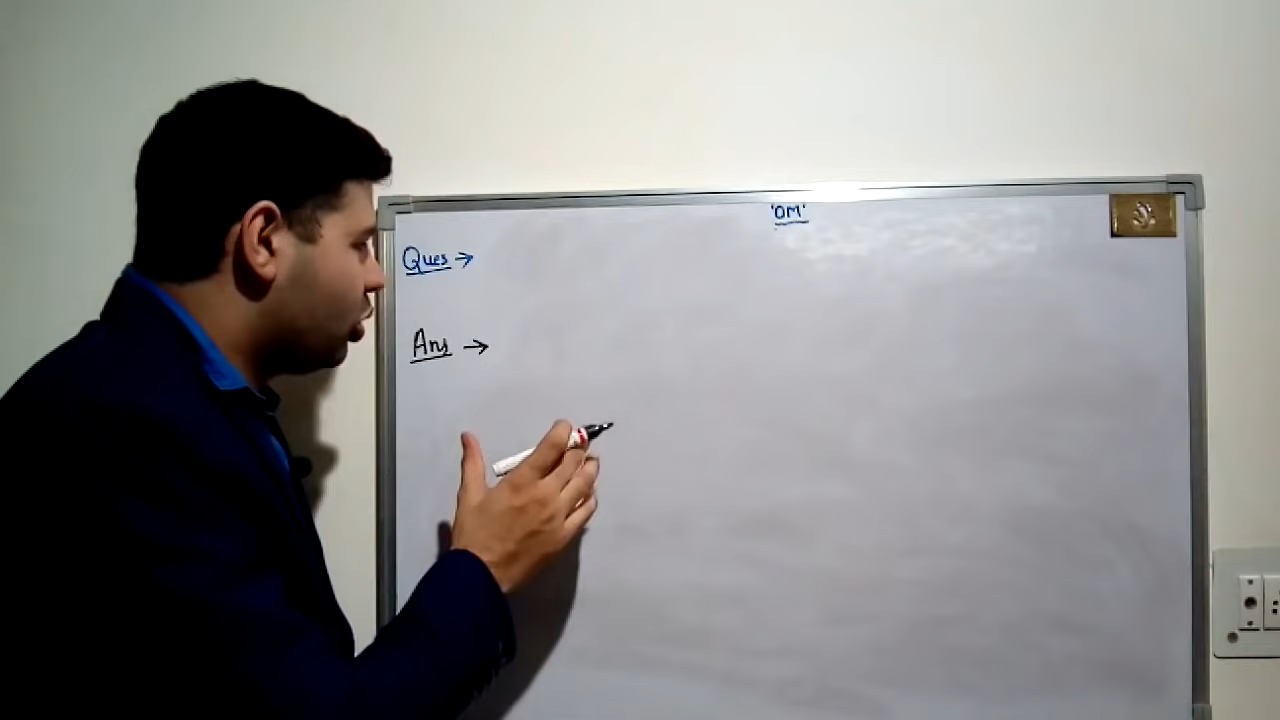 'OM'
Ques →
Ans →